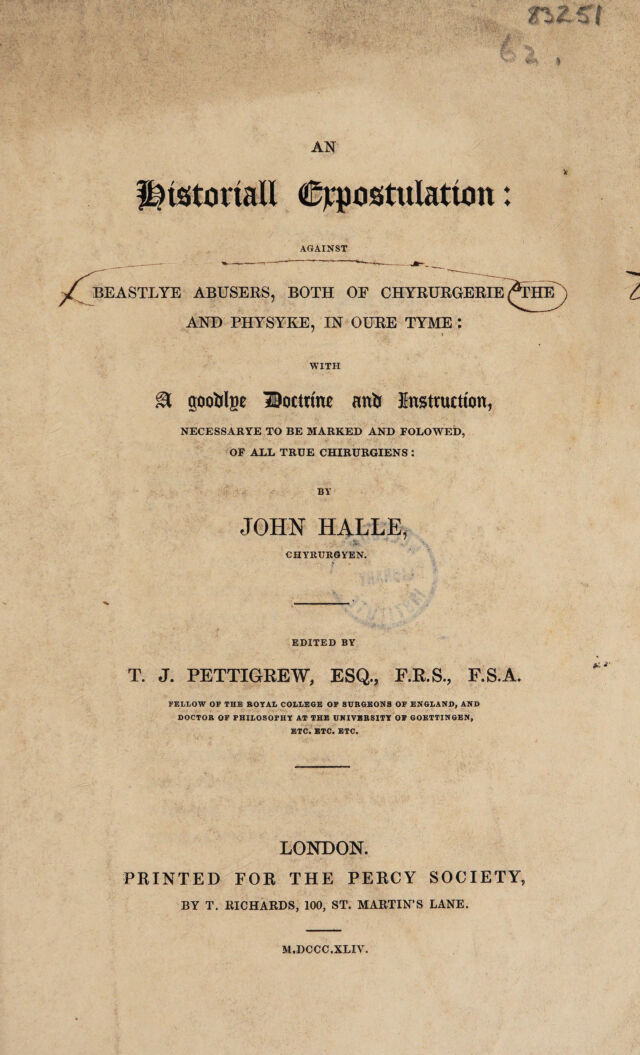 83251
62.
AN
Historiall Expostulation:
AGAINST
BEASTLYE ABUSERS, BOTH OF CHYRURGERIE THE
AND PHYSYKE, IN OURE TYME:
WITH
A goodlye Doctrine and Instruction,
NECESSARYE TO BE MARKED AND FOLOWED,
OF ALL TRUE CHIRURGIENS:
BY
JOHN HALLE,
CHYRURGYEN.
EDITED BY
T. J. PETTIGREW, ESQ., F.R.S., F.S.A.
FELLOW OF THE ROYAL COLLEGE OF SURGEONS OF ENGLAND, AND
DOCTOR OF PHILOSOPHY AT THE UNIVERSITY OF GOETTINGEN,
ETC. ETC. ETC.
LONDON.
PRINTED FOR THE PERCY SOCIETY,
BY T. RICHARDS, 100, ST. MARTIN'S LANE.
M.DCCC.XLIV.